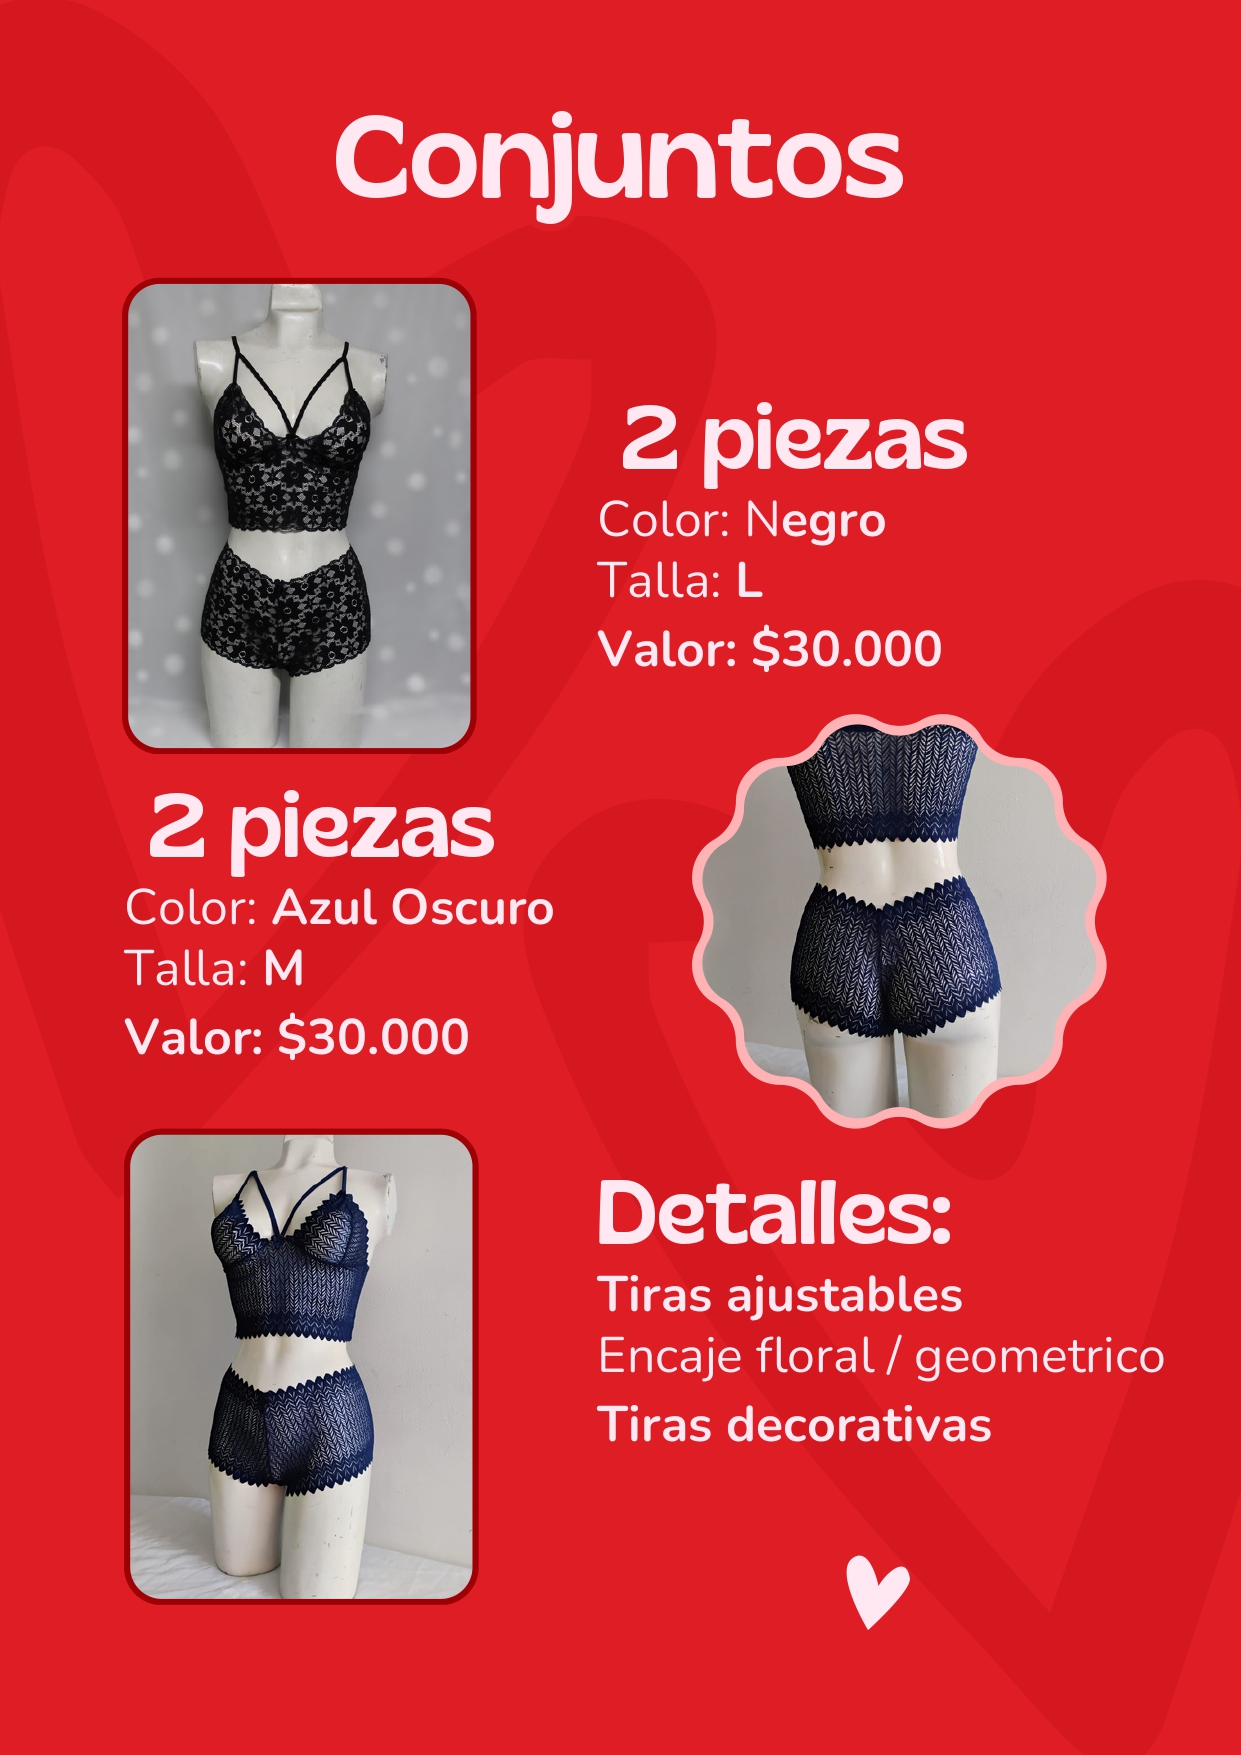 Conjuntos
2 piezas
Color: Negro
Talla: L
Valor: $30.000
2 piezas
Color: Azul Oscuro
Talla: M
Valor: $30.000
Detalles:
Tiras ajustables
Encaje floral / geometrico
Tiras decorativas